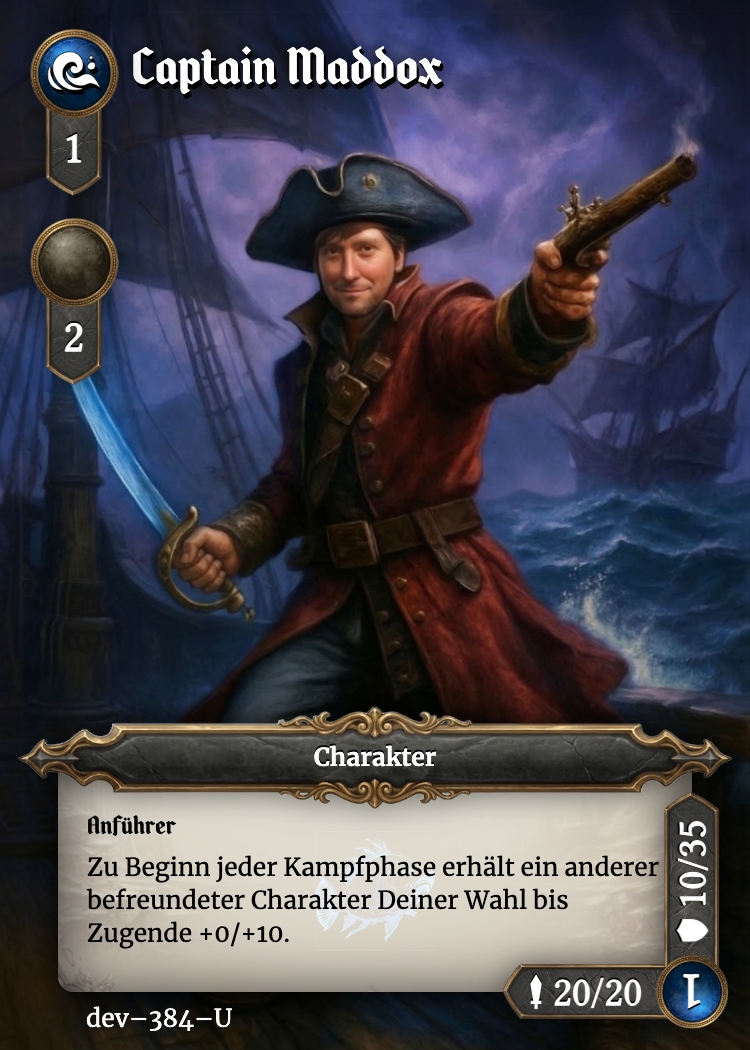 Captain Maddox
1
2
Charakter
Anführer
Zu Beginn jeder Kampfphase erhält ein anderer
befreundeter Charakter Deiner Wahl bis
Zugende +0/+10.
10/35
20/20
1
dev–384–U